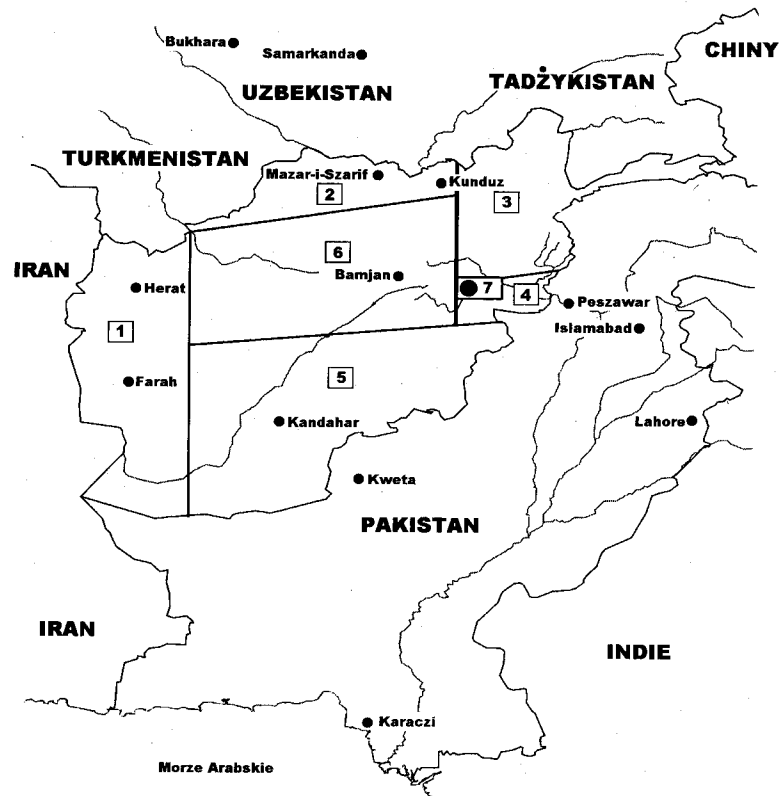 Bukhara
Samarkanda
CHINY
TADŻYKISTAN
UZBEKISTAN
TURKMENISTAN
Mazar-i-Szarif
Kunduz
2
3
6
IRAN
Bamjan
Herat
7
4
Peszawar
1
Islamabad
5
Farah
Kandahar
Lahore
Kweta
PAKISTAN
IRAN
INDIE
Karaczi
Morze Arabskie